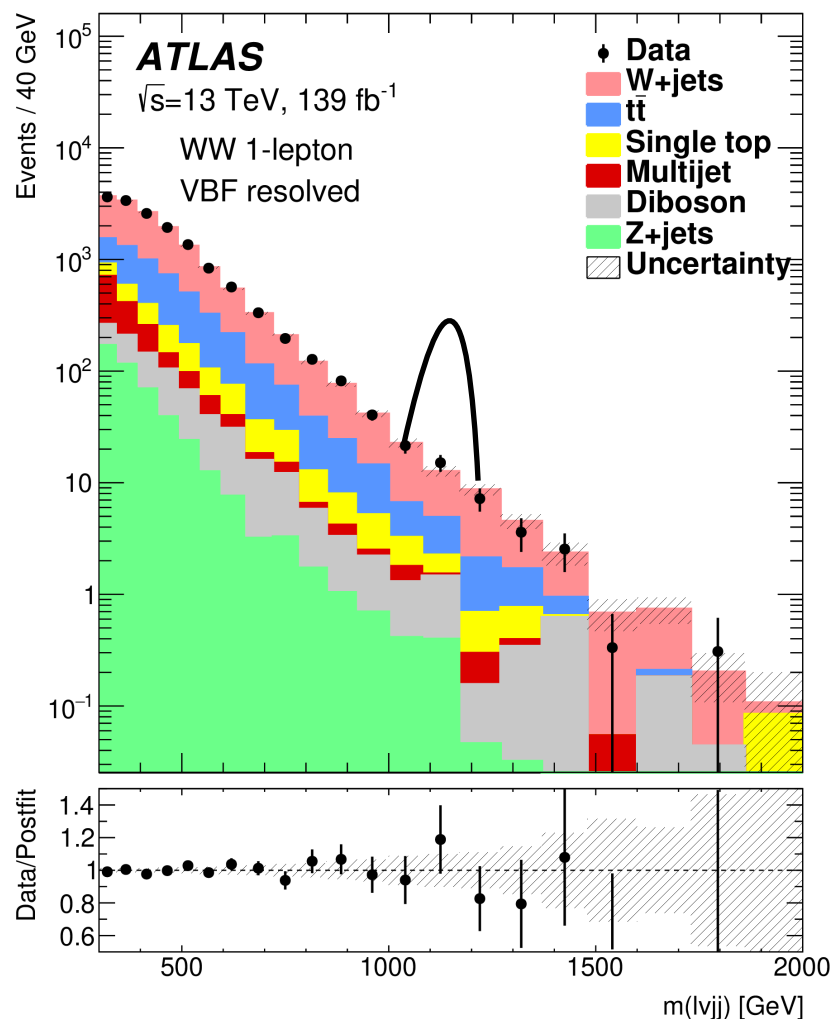 Events / 40 GeV
10⁵
10⁴
10³
10²
10
1
10⁻¹
ATLAS
√s=13 TeV, 139 fb⁻¹
WW 1-lepton
VBF resolved
Data
W+jets
tt̄
Single top
Multijet
Diboson
Z+jets
Uncertainty
Data/Postfit
1.4
1.2
1
0.8
0.6
500 1000 1500 2000
m(lvjj) [GeV]